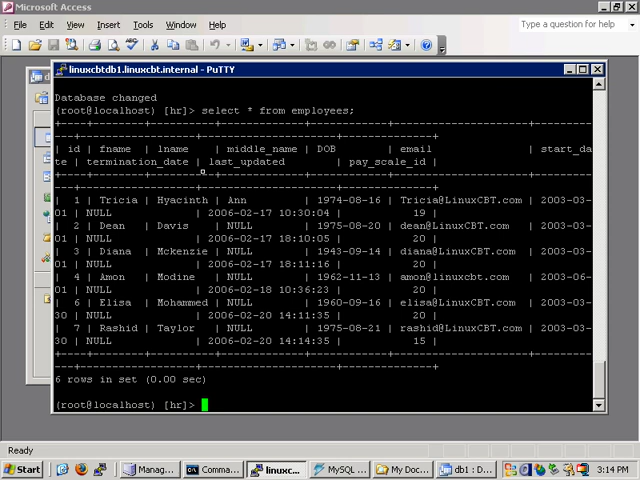 Microsoft Access
File Edit View Insert Tools Window Help
Type a question for help
linuxcbtdb1.linuxcbt.internal - PuTTY
Database changed
(root@localhost) [hr]> select * from employees;
+----+--------+----------+-------------+------------+----------------------+---------
---+------------------+---------------------+--------------+
| id | fname | lname | middle_name | DOB | email | start_da
te | termination_date | last_updated | pay_scale_id |
+----+--------+----------+-------------+------------+----------------------+---------
---+------------------+---------------------+--------------+
| 1 | Tricia | Hyacinth | Ann | 1974-08-16 | Tricia@LinuxCBT.com | 2003-03-
01 | NULL | 2006-02-17 10:30:04 | 19 |
| 2 | Dean | Davis | NULL | 1975-08-20 | dean@LinuxCBT.com | 2003-03-
01 | NULL | 2006-02-17 18:10:05 | 20 |
| 3 | Diana | Mckenzie | NULL | 1943-09-14 | diana@LinuxCBT.com | 2003-03-
01 | NULL | 2006-02-17 18:11:16 | 20 |
| 4 | Amon | Modine | NULL | 1962-11-13 | amon@linuxcbt.com | 2003-06-
01 | NULL | 2006-02-18 10:36:23 | 20 |
| 6 | Elisa | Mohammed | NULL | 1960-09-16 | elisa@LinuxCBT.com | 2003-03-
30 | NULL | 2006-02-20 14:11:35 | 20 |
| 7 | Rashid | Taylor | NULL | 1975-08-21 | rashid@LinuxCBT.com | 2003-03-
30 | NULL | 2006-02-20 14:14:35 | 15 |
+----+--------+----------+-------------+------------+----------------------+---------
---+------------------+---------------------+--------------+
6 rows in set (0.00 sec)
(root@localhost) [hr]>
Ready
Start Manag... Comma... linuxc... MySQL ... My Doc... db1 : D... 3:14 PM